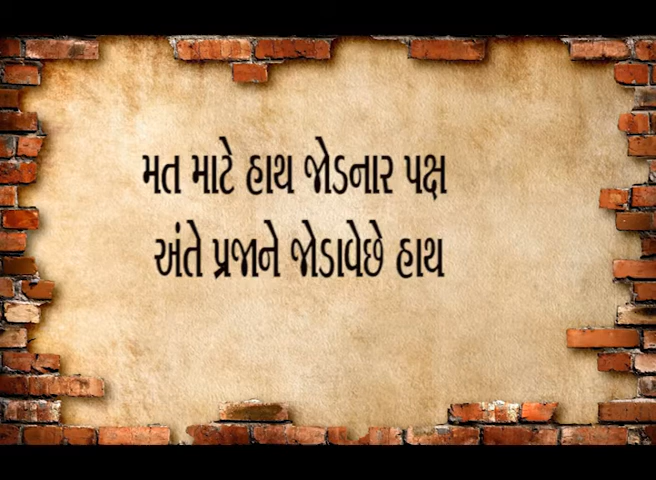 મત માટે હાથ જોડનાર પક્ષ
અંતે પ્રજાને જોડાવેછે હાથ